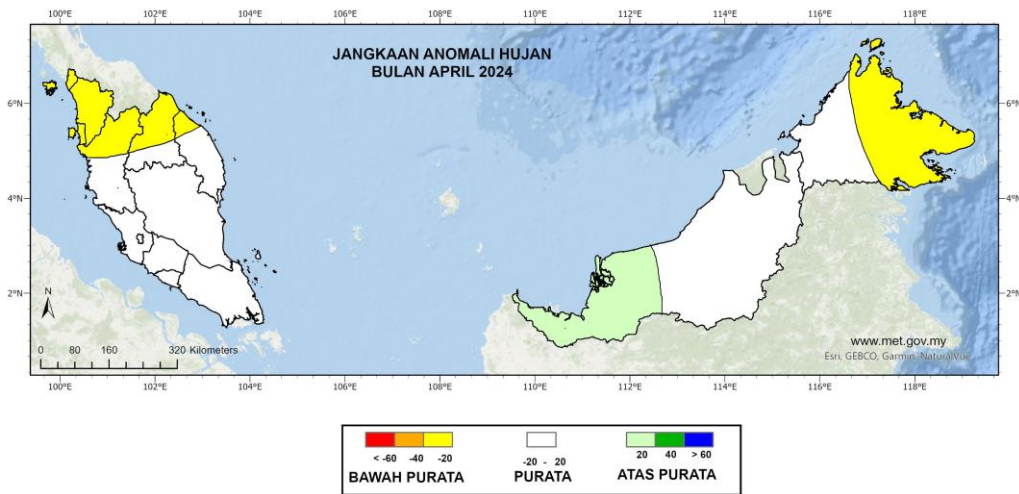 100°E 102°E 104°E 106°E 108°E 110°E 112°E 114°E 116°E 118°E
JANGKAAN ANOMALI HUJAN
BULAN APRIL 2024
6°N 6°N
4°N 4°N
2°N 2°N
N
0 80 160 320 Kilometers
www.met.gov.my
Esri, GEBCO, Garmin, NaturalVue
100°E 102°E 104°E 106°E 108°E 110°E 112°E 114°E 116°E 118°E
< -60 -40 -20 -20 - 20 20 40 > 60
BAWAH PURATA PURATA ATAS PURATA